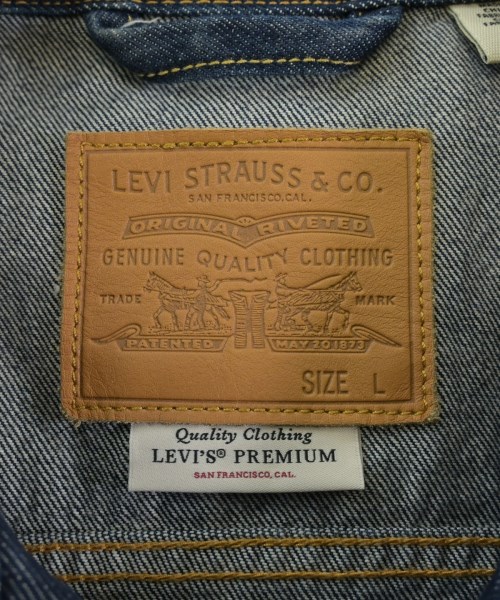 LEVI STRAUSS & CO.
SAN FRANCISCO, CAL.
ORIGINAL RIVETED
GENUINE QUALITY CLOTHING
TRADE MARK
PATENTED MAY 20 1873
SIZE L
Quality Clothing
LEVI'S® PREMIUM
SAN FRANCISCO, CAL.